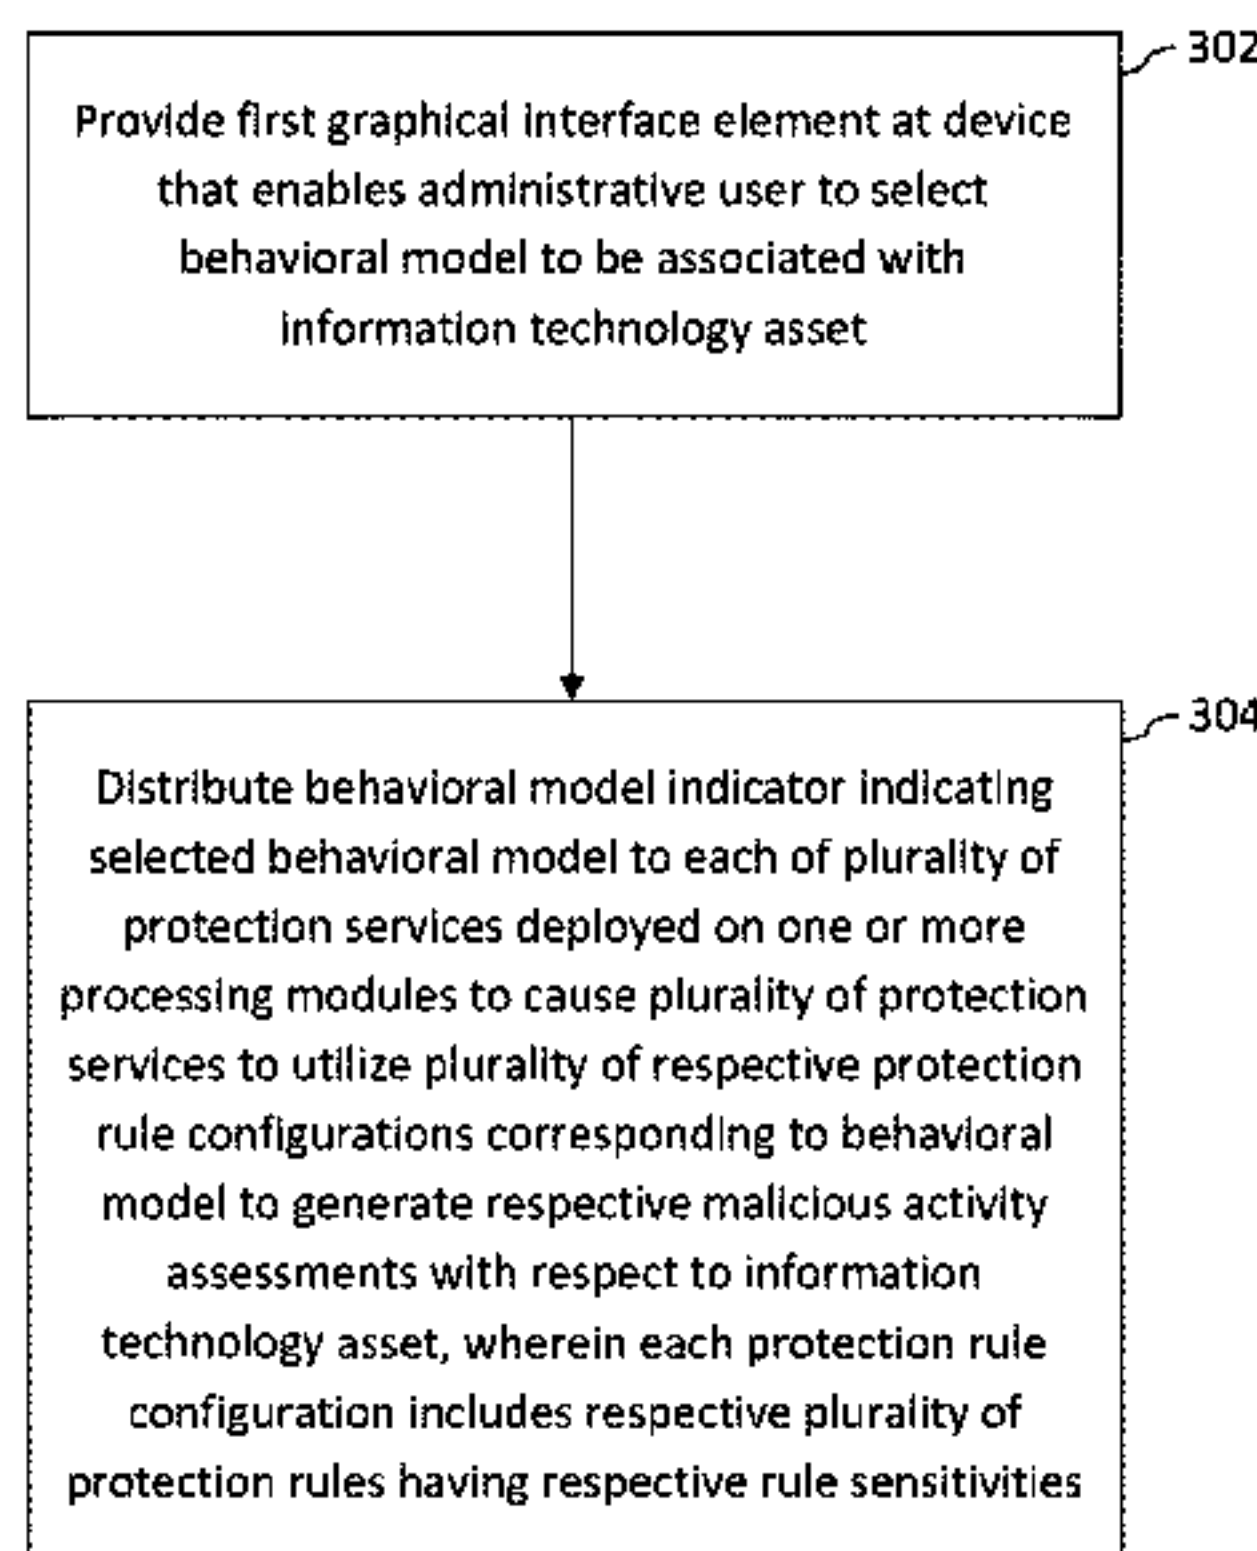 302
Provide first graphical interface element at device
that enables administrative user to select
behavioral model to be associated with
information technology asset
304
Distribute behavioral model indicator indicating
selected behavioral model to each of plurality of
protection services deployed on one or more
processing modules to cause plurality of protection
services to utilize plurality of respective protection
rule configurations corresponding to behavioral
model to generate respective malicious activity
assessments with respect to information
technology asset, wherein each protection rule
configuration includes respective plurality of
protection rules having respective rule sensitivities